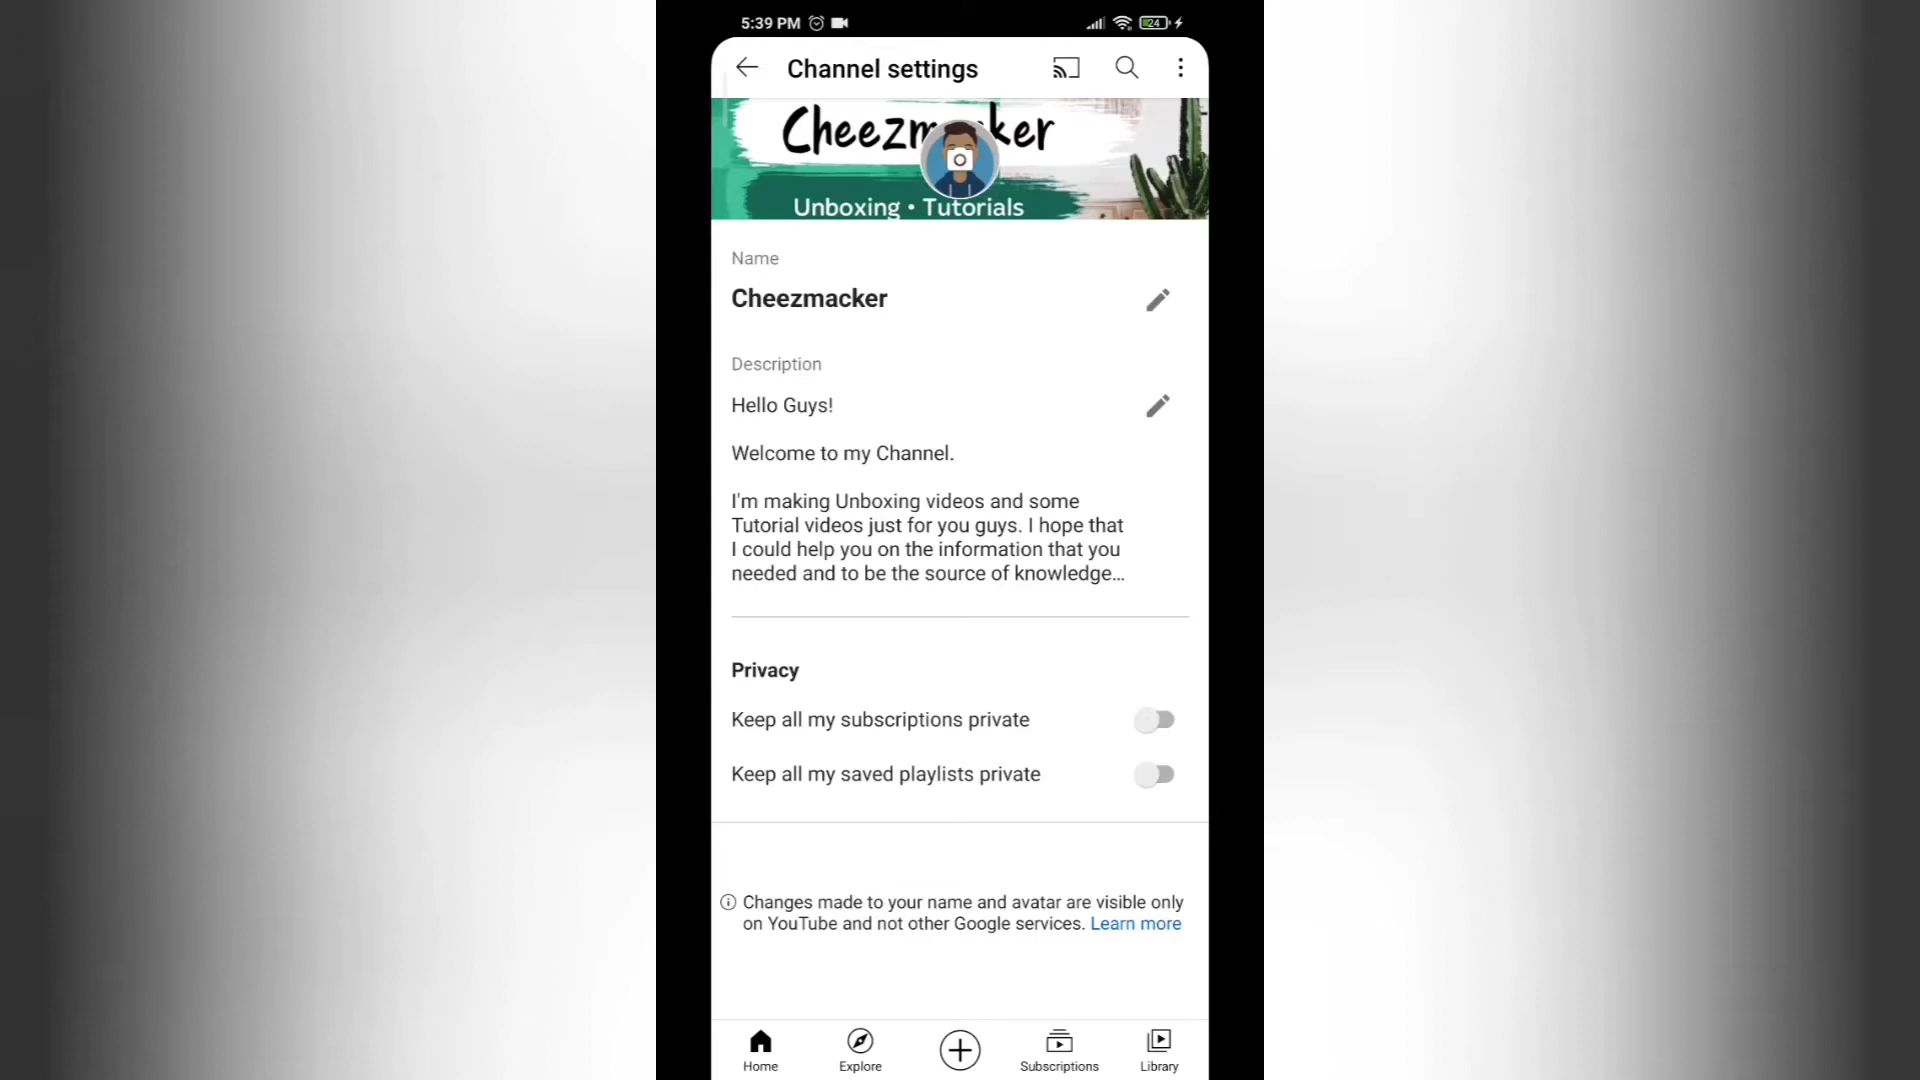 5:39 PM
24
Channel settings
Cheezmacker
Unboxing • Tutorials
Name
Cheezmacker
Description
Hello Guys!
Welcome to my Channel.
I'm making Unboxing videos and some
Tutorial videos just for you guys. I hope that
I could help you on the information that you
needed and to be the source of knowledge...
Privacy
Keep all my subscriptions private
Keep all my saved playlists private
Changes made to your name and avatar are visible only
on YouTube and not other Google services. Learn more
Home
Explore
Subscriptions
Library